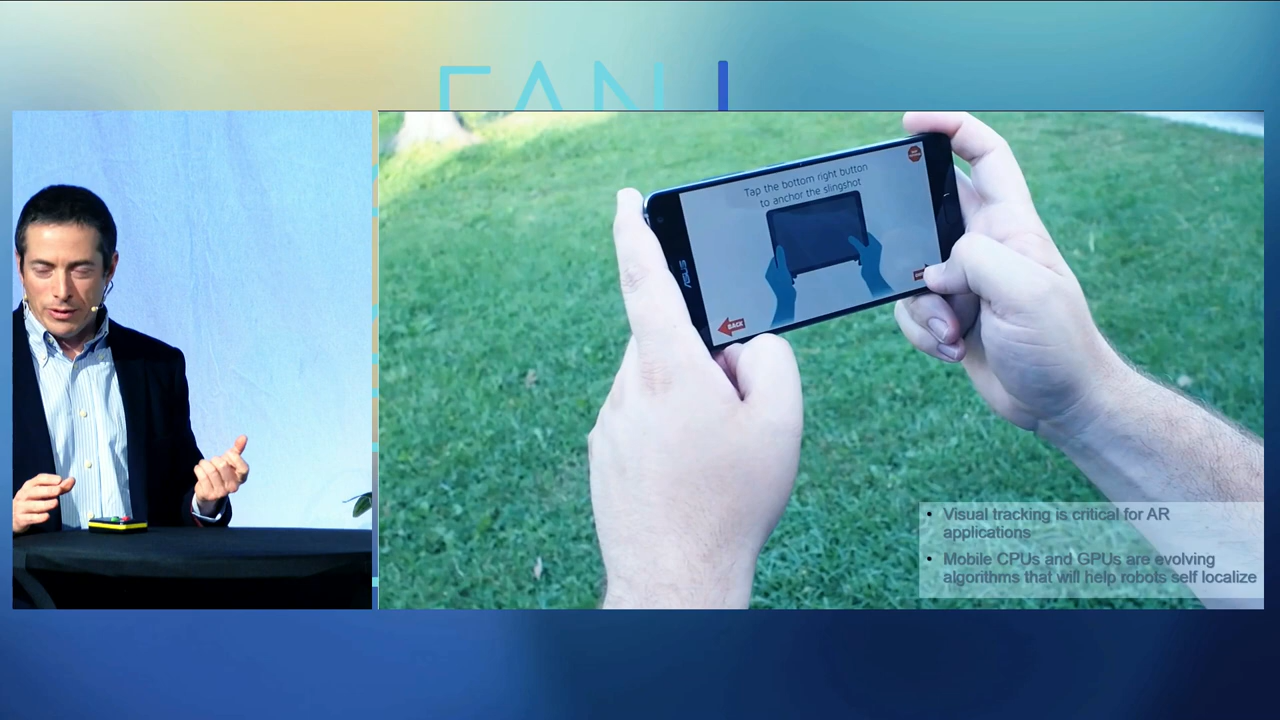 Tap the bottom right button
to anchor the slingshot
ASUS
BACK
• Visual tracking is critical for AR
applications
• Mobile CPUs and GPUs are evolving
algorithms that will help robots self localize